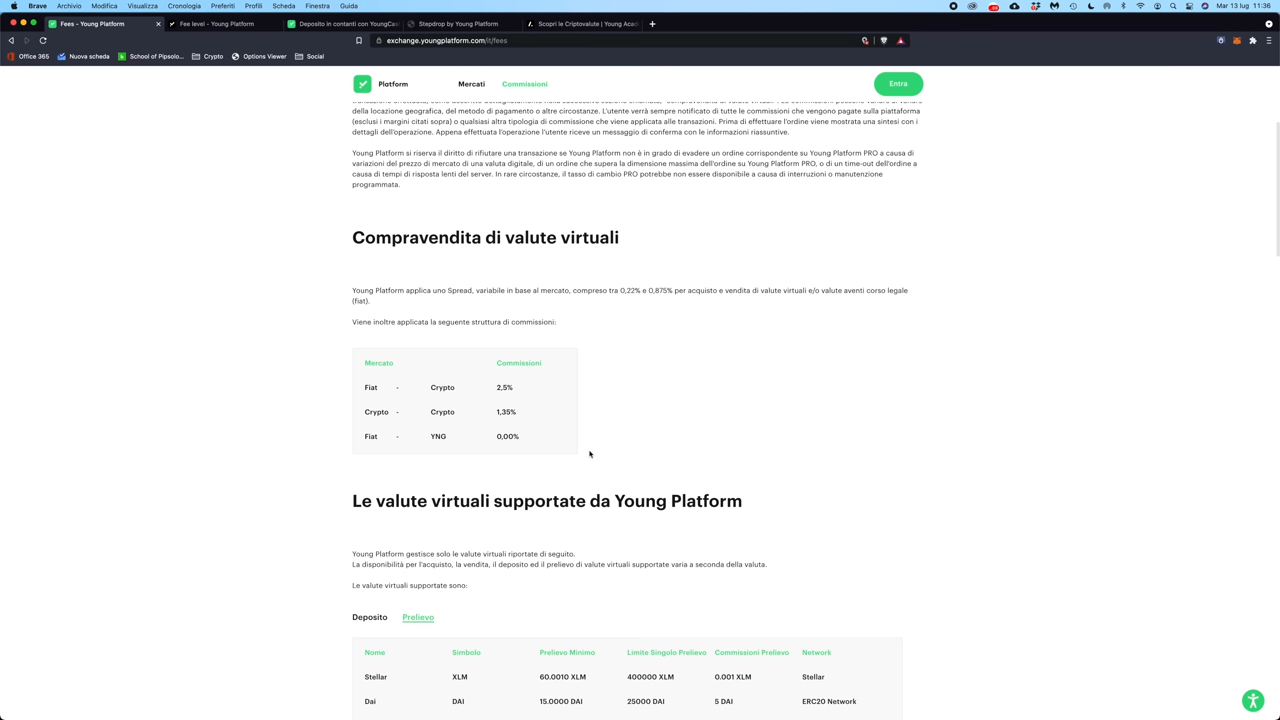 Brave Archivio Modifica Visualizza Cronologia Preferiti Profili Scheda Finestra Guida Mar 13 lug 11:36
Fees – Young Platform Fee level – Young Platform Deposito in contanti con YoungCas Stepdrop by Young Platform Scopri le Criptovalute | Young Aca
exchange.youngplatform.com/it/fees
Office 365 Nuova scheda School of Pipsolo... Crypto Options Viewer Social
Platform Mercati Commissioni Entra
della locazione geografica, del metodo di pagamento o altre circostanze. L'utente verrà sempre notificato di tutte le commissioni che vengono pagate sulla piattaforma
(esclusi i margini citati sopra) o qualsiasi altra tipologia di commissione che viene applicata alle transazioni. Prima di effettuare l'ordine viene mostrata una sintesi con i
dettagli dell'operazione. Appena effettuata l'operazione l'utente riceve un messaggio di conferma con le informazioni riassuntive.
Young Platform si riserva il diritto di rifiutare una transazione se Young Platform non è in grado di evadere un ordine corrispondente su Young Platform PRO a causa di
variazioni del prezzo di mercato di una valuta digitale, di un ordine che supera la dimensione massima dell'ordine su Young Platform PRO, o di un time-out dell'ordine a
causa di tempi di risposta lenti del server. In rare circostanze, il tasso di cambio PRO potrebbe non essere disponibile a causa di interruzioni o manutenzione
programmata.
Compravendita di valute virtuali
Young Platform applica uno Spread, variabile in base al mercato, compreso tra 0,22% e 0,875% per acquisto e vendita di valute virtuali e/o valute aventi corso legale
(fiat).
Viene inoltre applicata la seguente struttura di commissioni:
Mercato Commissioni
Fiat - Crypto 2,5%
Crypto - Crypto 1,35%
Fiat - YNG 0,00%
Le valute virtuali supportate da Young Platform
Young Platform gestisce solo le valute virtuali riportate di seguito.
La disponibilità per l'acquisto, la vendita, il deposito ed il prelievo di valute virtuali supportate varia a seconda della valuta.
Le valute virtuali supportate sono:
Deposito Prelievo
Nome Simbolo Prelievo Minimo Limite Singolo Prelievo Commissioni Prelievo Network
Stellar XLM 60.0010 XLM 400000 XLM 0.001 XLM Stellar
Dai DAI 15.0000 DAI 25000 DAI 5 DAI ERC20 Network